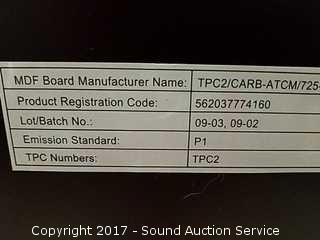 MDF Board Manufacturer Name: TPC2/CARB-ATCM/725-
Product Registration Code: 562037774160
Lot/Batch No.: 09-03, 09-02
Emission Standard: P1
TPC Numbers: TPC2
Copyright 2017 - Sound Auction Service